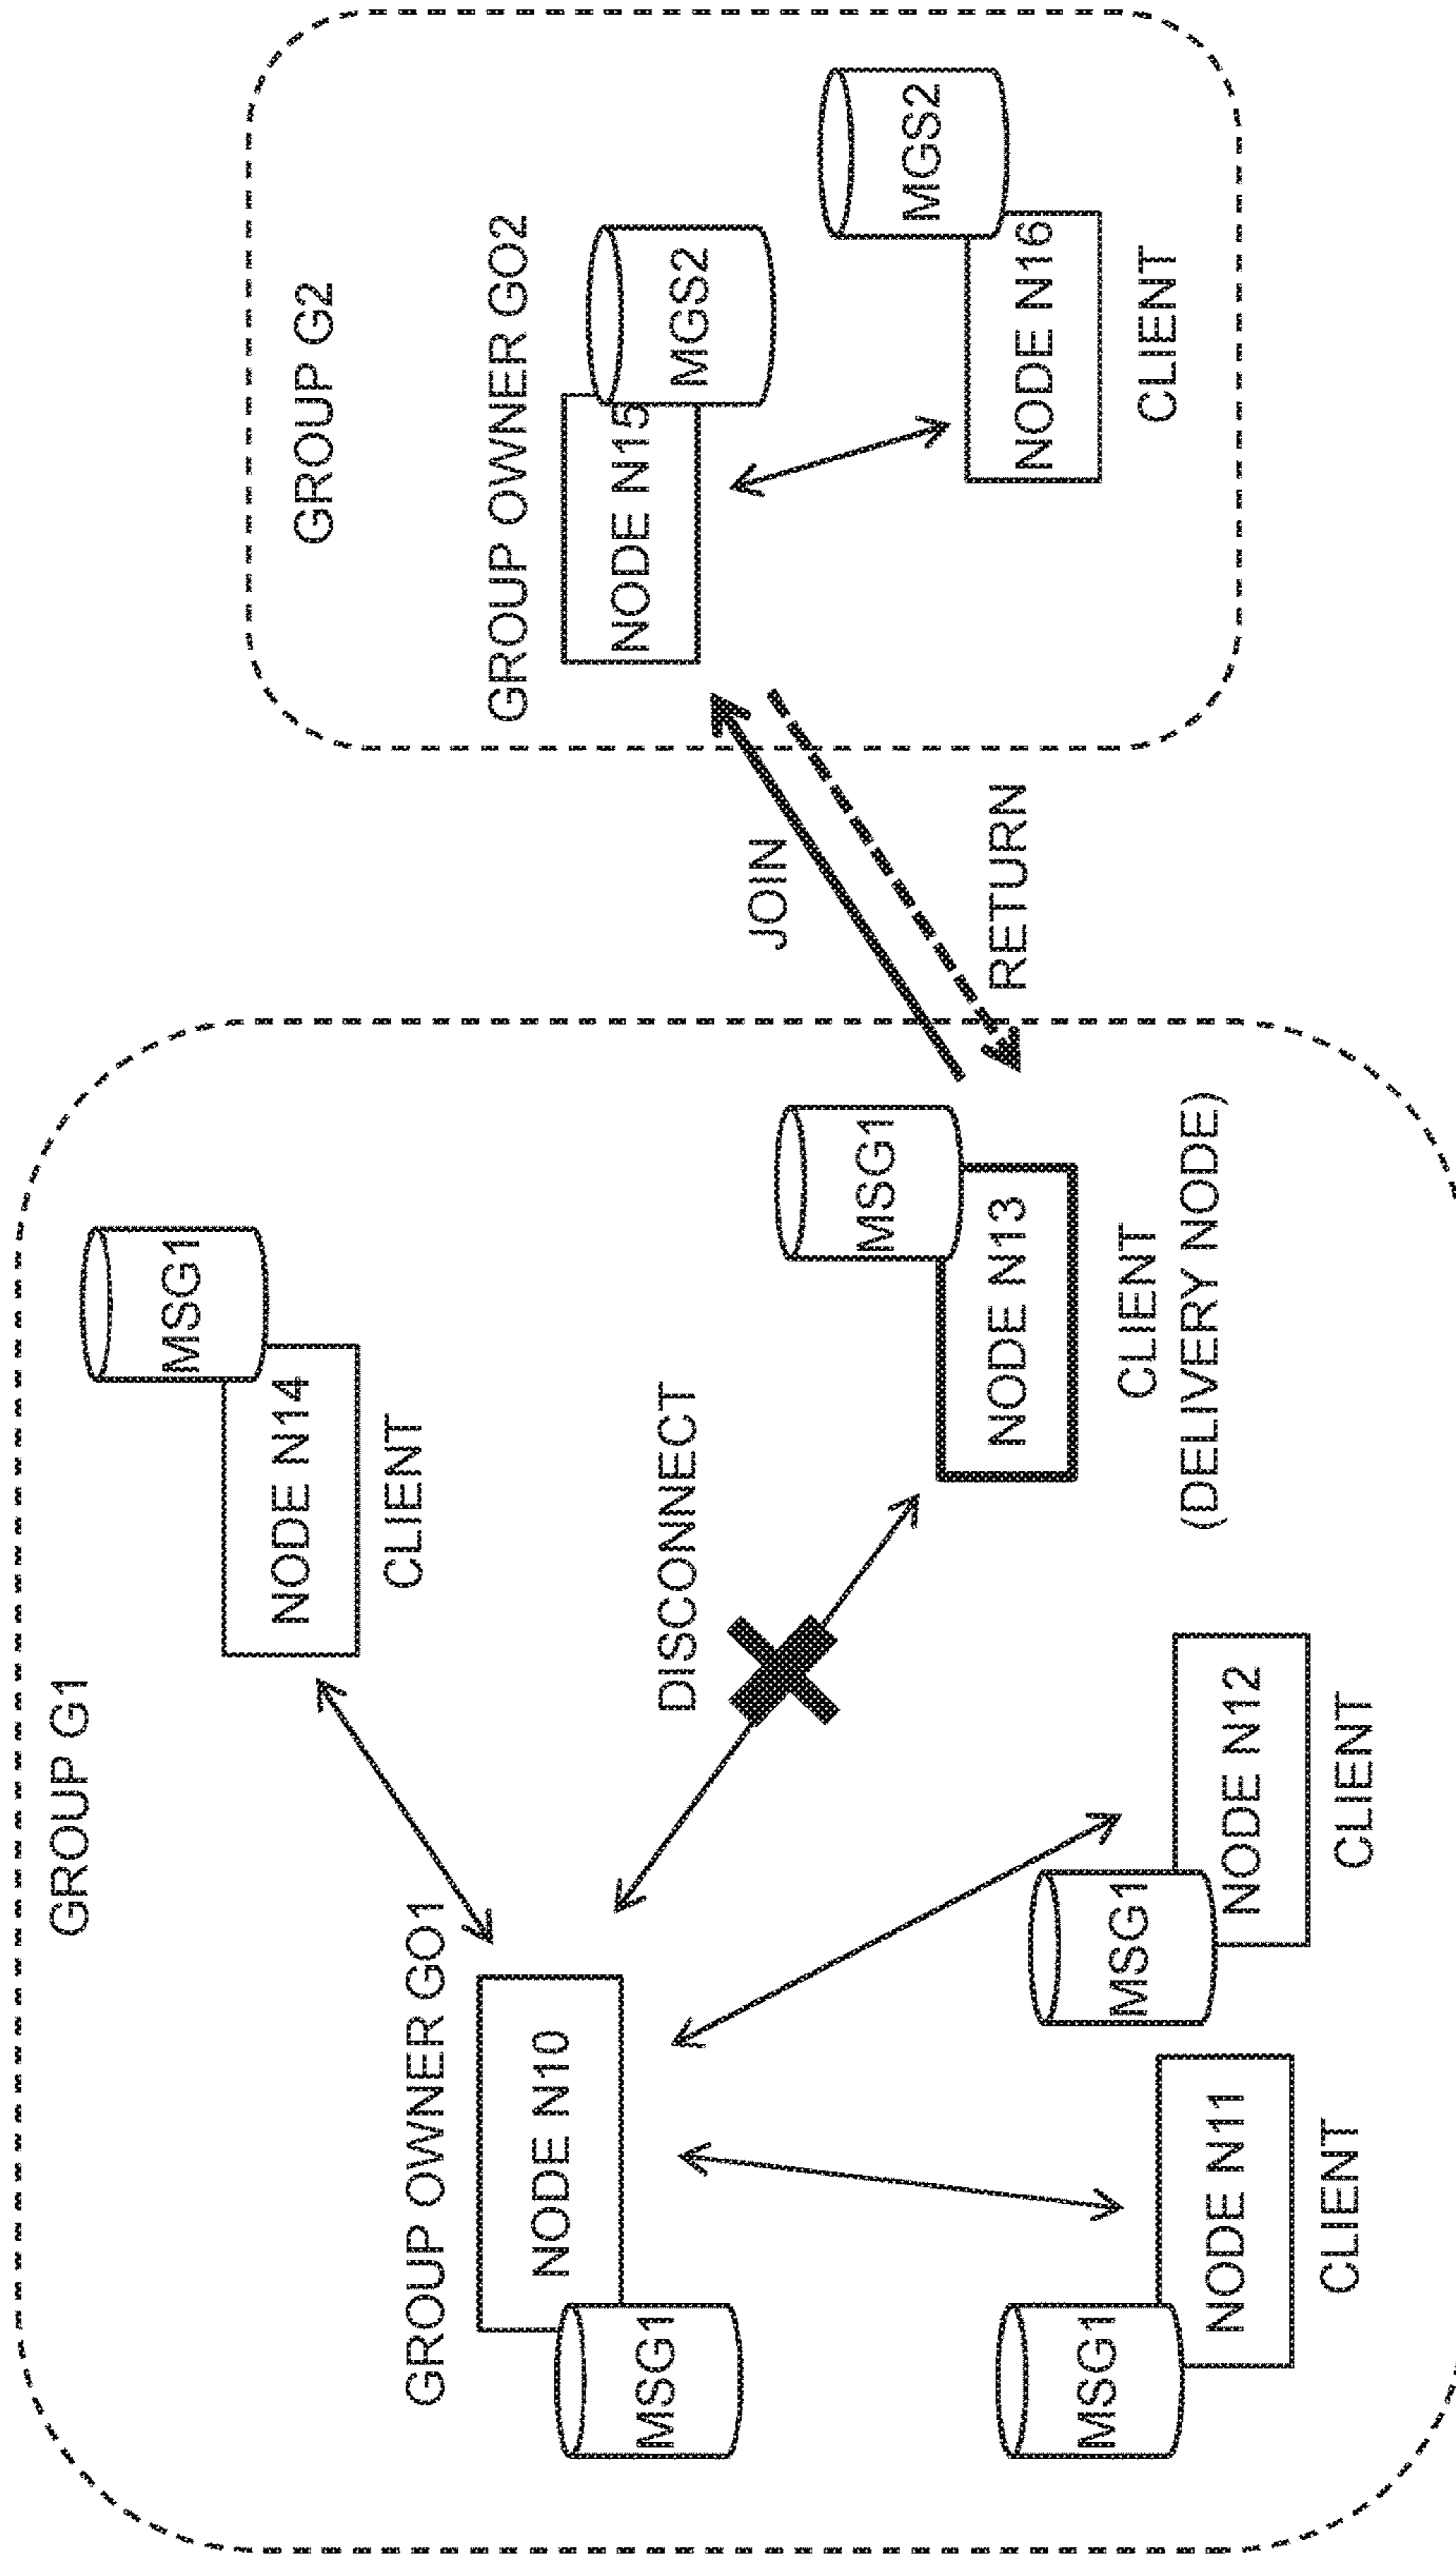 GROUP G1
GROUP OWNER GO1
NODE N10
MSG1
NODE N14
MSG1
CLIENT
DISCONNECT
NODE N13
MSG1
CLIENT
(DELIVERY NODE)
MSG1
NODE N11
CLIENT
MSG1
NODE N12
CLIENT
JOIN
RETURN
GROUP G2
GROUP OWNER GO2
NODE N15
MGS2
MGS2
NODE N16
CLIENT